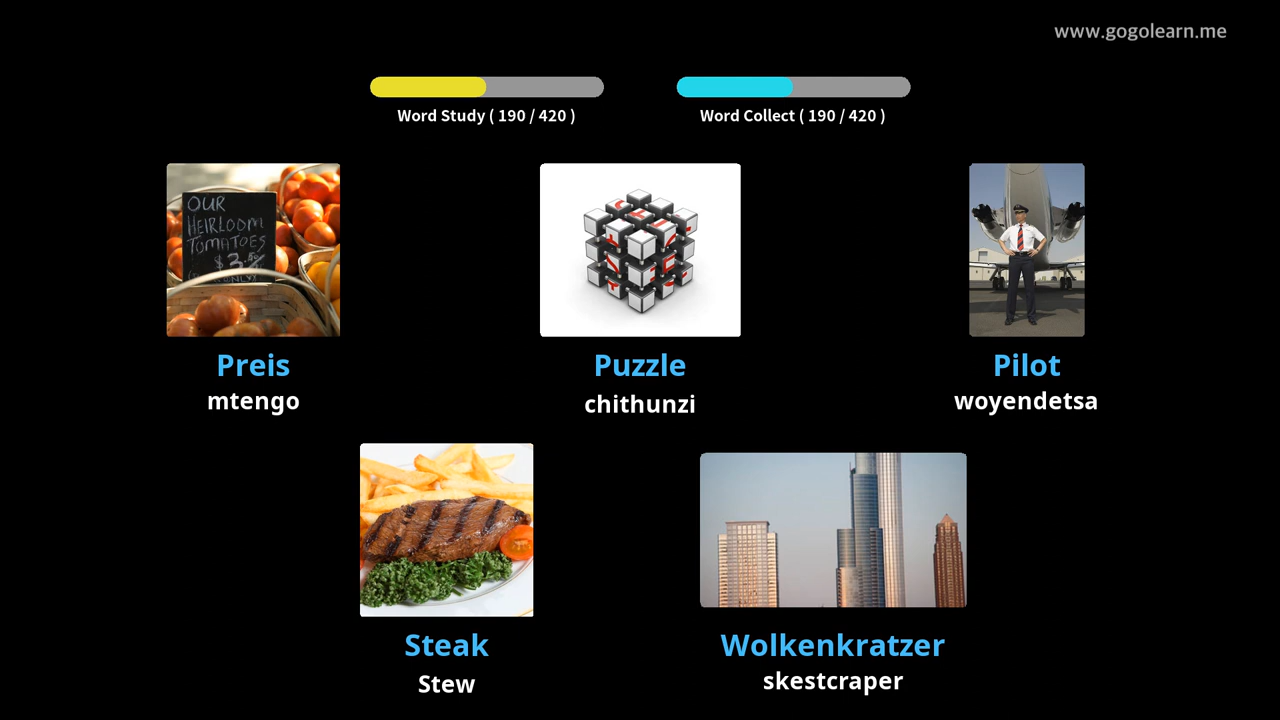 www.gogolearn.me
Word Study ( 190 / 420 )
Word Collect ( 190 / 420 )
OUR
HEIRLOOM
TOMATOES
Preis
mtengo
Puzzle
chithunzi
Pilot
woyendetsa
Steak
Stew
Wolkenkratzer
skestcraper